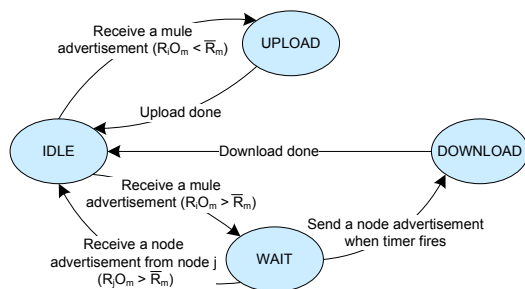 Receive a mule
advertisement (RᵢOₘ < R̅ₘ)
UPLOAD
Upload done
IDLE
Download done
DOWNLOAD
Receive a mule
advertisement (RᵢOₘ > R̅ₘ)
Send a node advertisement
when timer fires
Receive a node
advertisement from node j
(RⱼOₘ > R̅ₘ)
WAIT